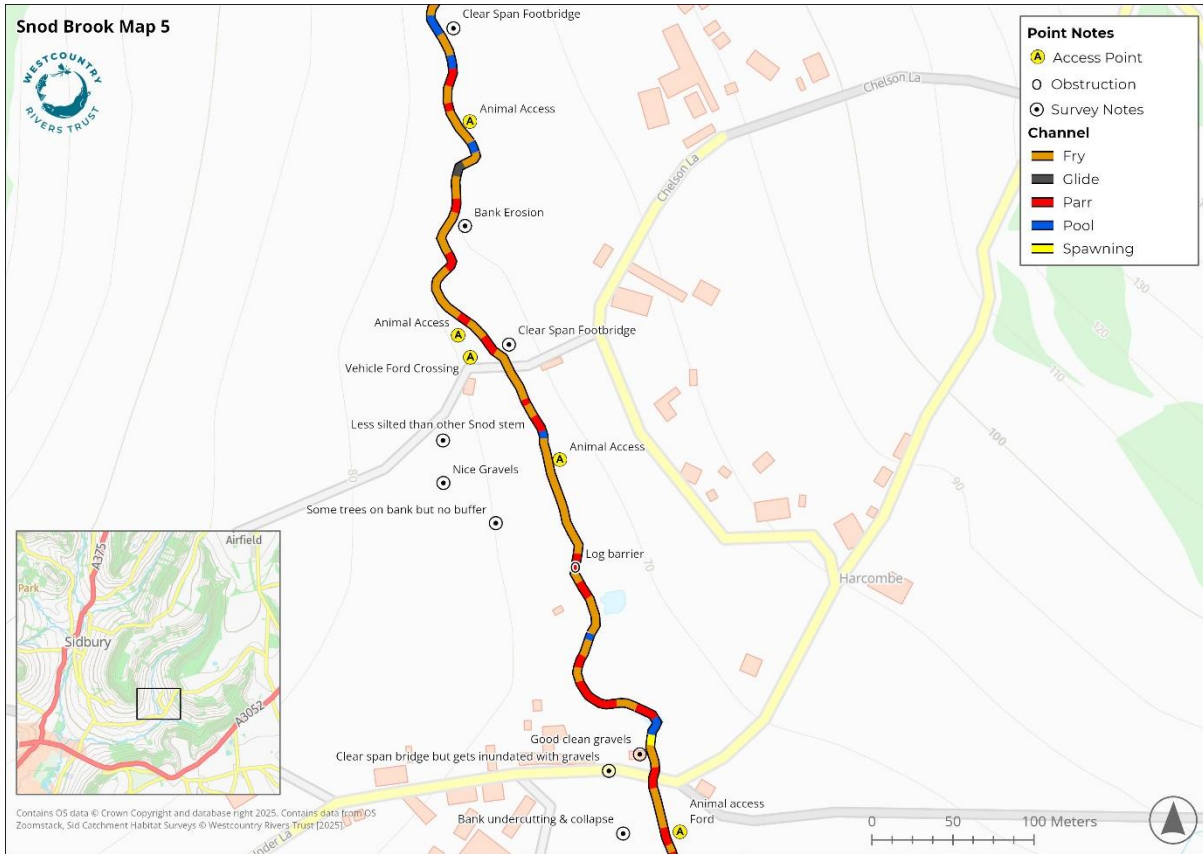 Snod Brook Map 5
WESTCOUNTRY
RIVERS TRUST
Clear Span Footbridge
Point Notes
A Access Point
O Obstruction
Survey Notes
Channel
Fry
Glide
Parr
Pool
Spawning
Chelson La
A
Animal Access
Chelson La
Bank Erosion
130
120
110
100
90
Animal Access
A
Clear Span Footbridge
A
Vehicle Ford Crossing
Less silted than other Snod stem
Animal Access
A
80
Nice Gravels
Some trees on bank but no buffer
Log barrier
70
Harcombe
Airfield
A375
Park
Sidbury
A3052
Good clean gravels
Clear span bridge but gets inundated with gravels
Animal access
Ford
A
Bank undercutting & collapse
nder La
0 50 100 Meters
Contains OS data © Crown Copyright and database right 2025. Contains data from OS
Zoomstack, Sid Catchment Habitat Surveys © Westcountry Rivers Trust [2025]